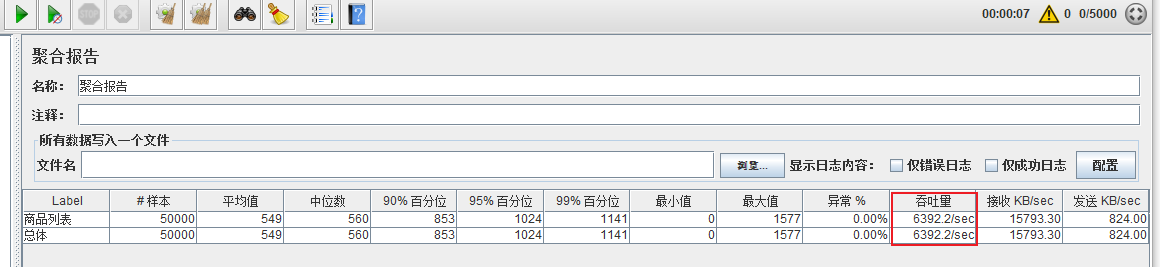 STOP
00:00:07 0 0/5000
聚合报告
名称： 聚合报告
注释：
所有数据写入一个文件
文件名 浏览... 显示日志内容： 仅错误日志 仅成功日志 配置
Label # 样本 平均值 中位数 90% 百分位 95% 百分位 99% 百分位 最小值 最大值 异常 % 吞吐量 接收 KB/sec 发送 KB/sec
商品列表 50000 549 560 853 1024 1141 0 1577 0.00% 6392.2/sec 15793.30 824.00
总体 50000 549 560 853 1024 1141 0 1577 0.00% 6392.2/sec 15793.30 824.00